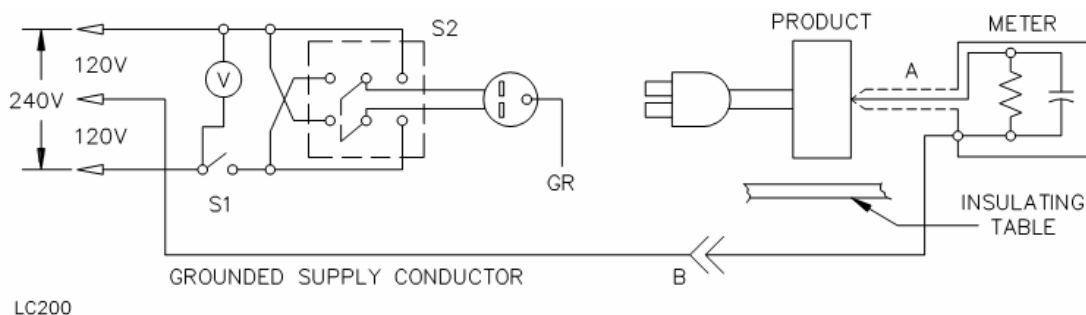 120V
240V
120V
V
S1
S2
GR
PRODUCT
METER
A
INSULATING
TABLE
GROUNDED SUPPLY CONDUCTOR
B
LC200